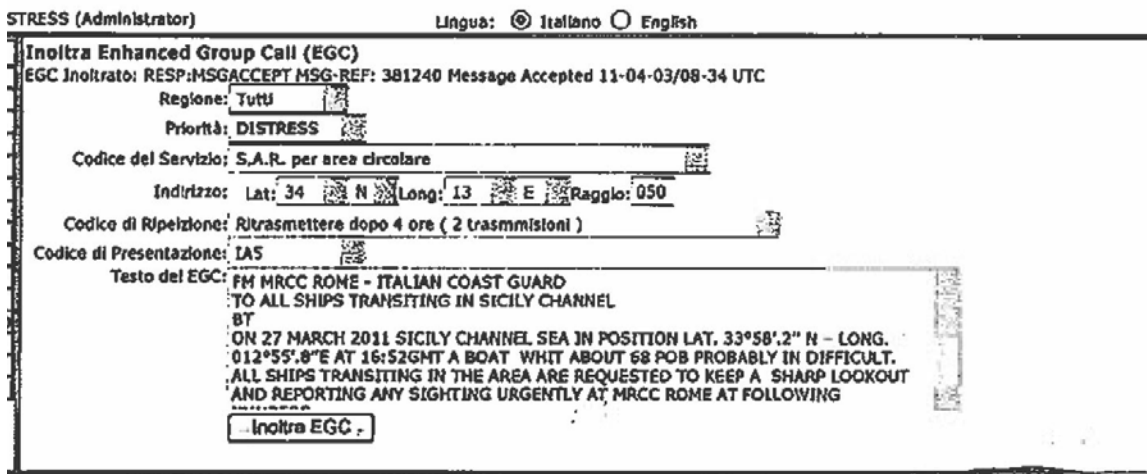 STRESS (Administrator) Lingua: Italiano English
Inoltra Enhanced Group Call (EGC)
EGC Inoltrato: RESP:MSGACCEPT MSG-REF: 381240 Message Accepted 11-04-03/08-34 UTC
Regione: Tutti
Priorità: DISTRESS
Codice del Servizio: S.A.R. per area circolare
Indirizzo: Lat: 34 N Long: 13 E Raggio: 050
Codice di Ripetizione: Ritrasmettere dopo 4 ore ( 2 trasmmisioni )
Codice di Presentazione: IA5
Testo del EGC: FM MRCC ROME - ITALIAN COAST GUARD
TO ALL SHIPS TRANSITING IN SICILY CHANNEL
BT
ON 27 MARCH 2011 SICILY CHANNEL SEA IN POSITION LAT. 33°58'.2" N – LONG.
012°55'.8"E AT 16:52GMT A BOAT WHIT ABOUT 68 POB PROBABLY IN DIFFICULT.
ALL SHIPS TRANSITING IN THE AREA ARE REQUESTED TO KEEP A SHARP LOOKOUT
AND REPORTING ANY SIGHTING URGENTLY AT MRCC ROME AT FOLLOWING
Inoltra EGC